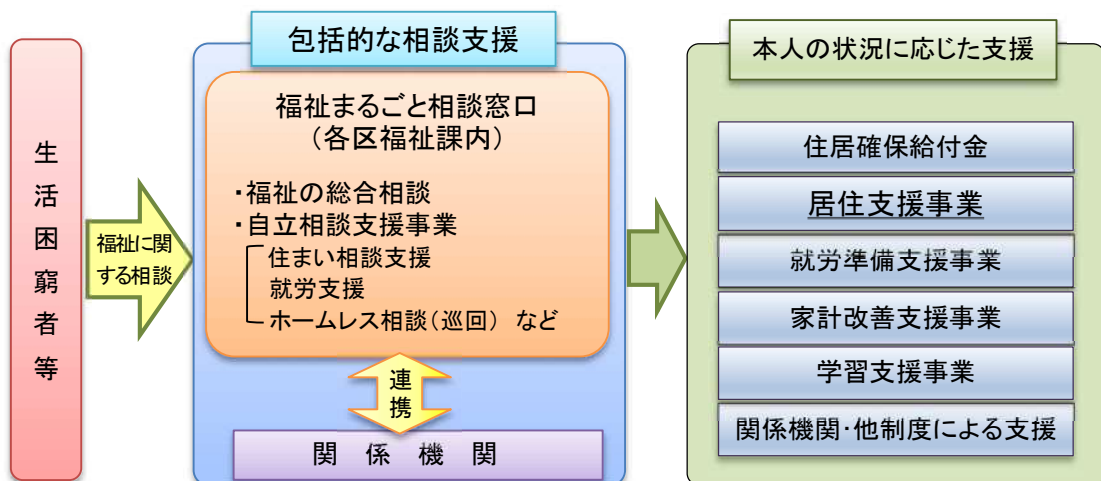 生活困窮者等
福祉に関
する相談
包括的な相談支援
福祉まるごと相談窓口
（各区福祉課内）
・福祉の総合相談
・自立相談支援事業
住まい相談支援
就労支援
ホームレス相談（巡回） など
連携
関係機関
本人の状況に応じた支援
住居確保給付金
居住支援事業
就労準備支援事業
家計改善支援事業
学習支援事業
関係機関・他制度による支援